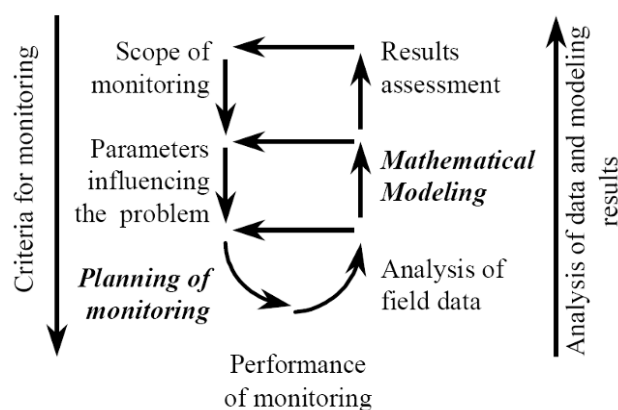 Criteria for monitoring
Scope of
monitoring
Parameters
influencing
the problem
Planning of
monitoring
Performance
of monitoring
Results
assessment
Mathematical
Modeling
Analysis of
field data
Analysis of data and modeling
results